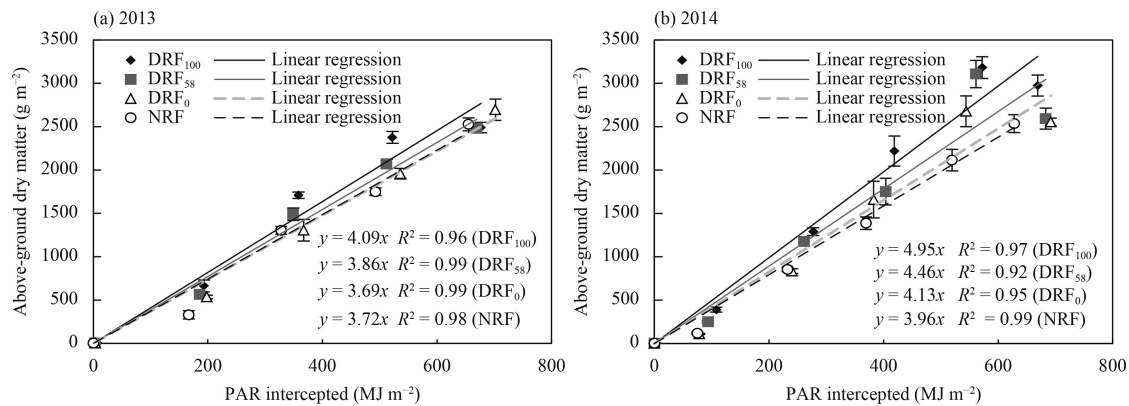 (a) 2013
Above-ground dry matter (g m⁻²)
3500
3000
2500
2000
1500
1000
500
0
DRF₁₀₀ Linear regression
DRF₅₈ Linear regression
DRF₀ Linear regression
NRF Linear regression
y = 4.09x R² = 0.96 (DRF₁₀₀)
y = 3.86x R² = 0.99 (DRF₅₈)
y = 3.69x R² = 0.99 (DRF₀)
y = 3.72x R² = 0.98 (NRF)
0 200 400 600 800
PAR intercepted (MJ m⁻²)
(b) 2014
Above-ground dry matter (g m⁻²)
3500
3000
2500
2000
1500
1000
500
0
DRF₁₀₀ Linear regression
DRF₅₈ Linear regression
DRF₀ Linear regression
NRF Linear regression
y = 4.95x R² = 0.97 (DRF₁₀₀)
y = 4.46x R² = 0.92 (DRF₅₈)
y = 4.13x R² = 0.95 (DRF₀)
y = 3.96x R² = 0.99 (NRF)
0 200 400 600 800
PAR intercepted (MJ m⁻²)